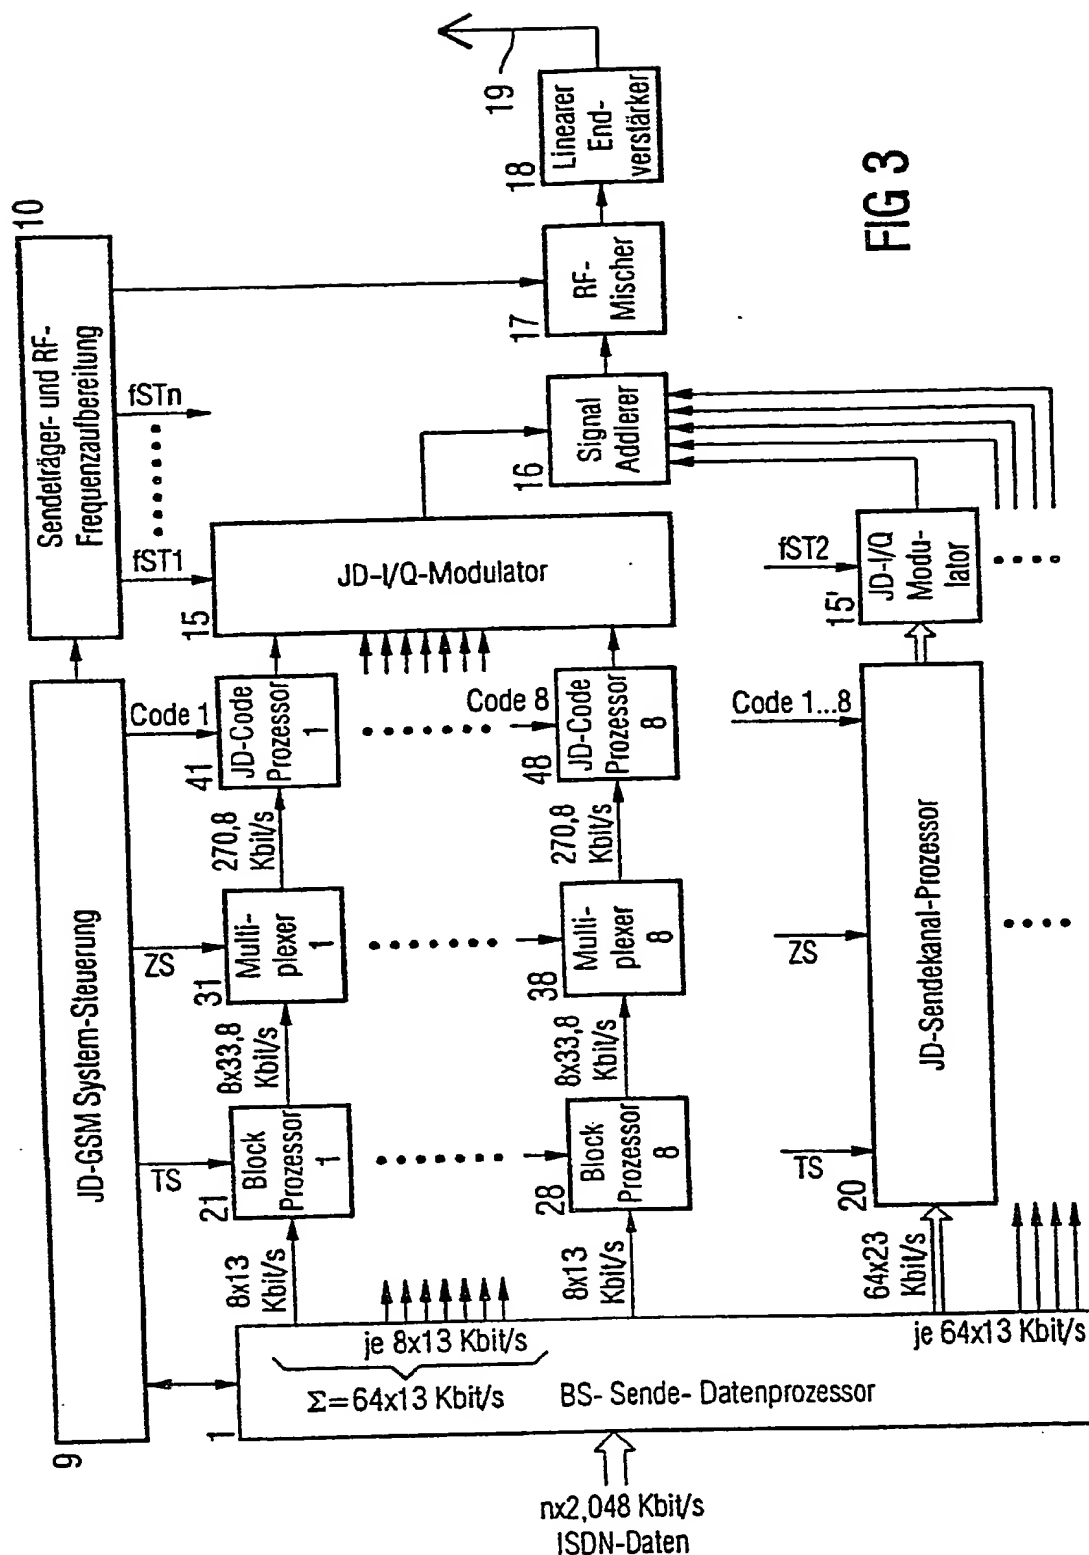 9
JD-GSM System-Steuerung
10
Sendeträger- und RF-
Frequenzaufbereitung
TS
ZS
Code 1
fST1
fSTn
1
BS- Sende- Datenprozessor
nx2,048 Kbit/s
ISDN-Daten
je 8x13 Kbit/s
Σ=64x13 Kbit/s
je 64x13 Kbit/s
8x13
Kbit/s
21
Block
Prozessor
1
8x33,8
Kbit/s
31
Multi-
plexer
1
270,8
Kbit/s
41
JD-Code
Prozessor
1
15
JD-I/Q-Modulator
8x13
Kbit/s
28
Block-
Prozessor
8
8x33,8
Kbit/s
38
Multi-
plexer
8
270,8
Kbit/s
Code 8
48
JD-Code
Prozessor
8
64x23
Kbit/s
TS
ZS
Code 1...8
20
JD-Sendekanal-Prozessor
fST2
15'
JD-I/Q
Modu-
lator
16
Signal
Addierer
17
RF-
Mischer
18
Linearer
End-
verstärker
19
FIG 3